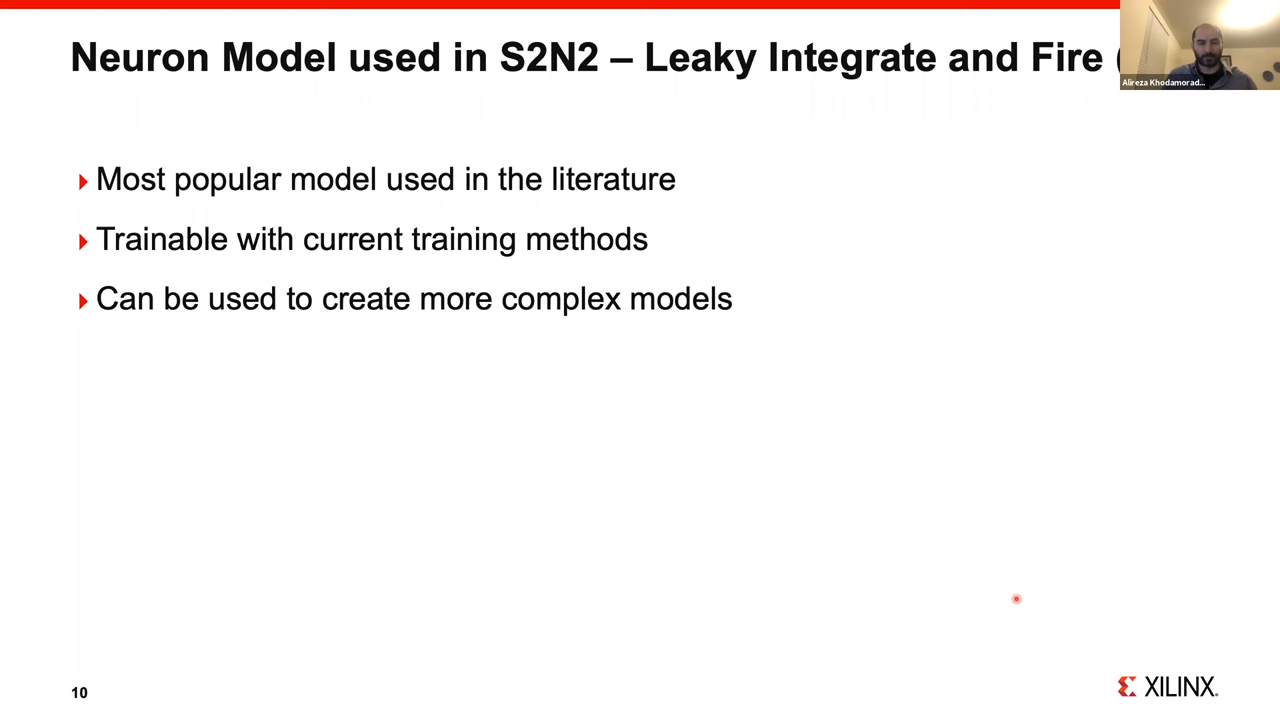 Neuron Model used in S2N2 – Leaky Integrate and Fire (
Alireza Khodamorad...
Most popular model used in the literature
Trainable with current training methods
Can be used to create more complex models
10
XILINX.